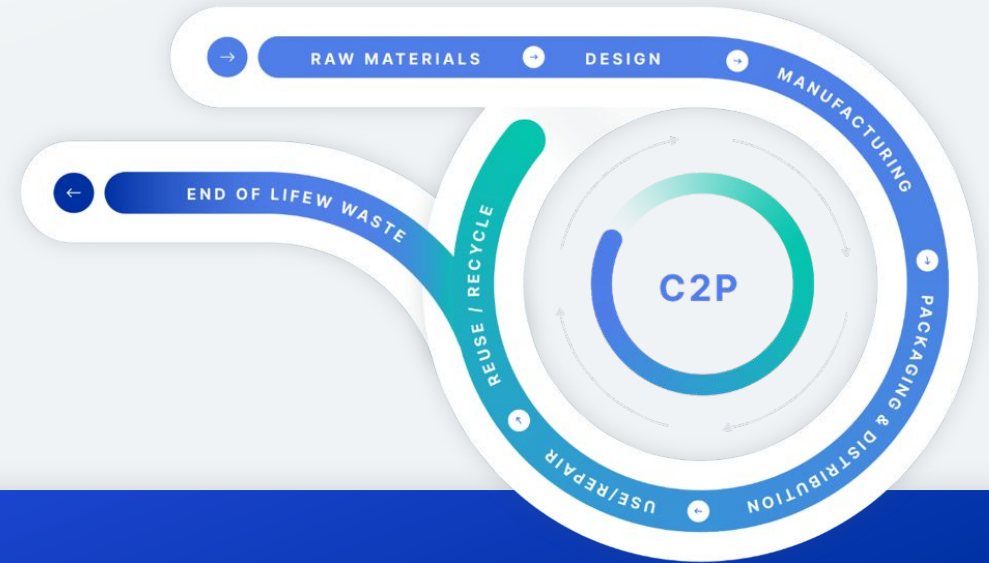 RAW MATERIALS
DESIGN
MANUFACTURING
PACKAGING & DISTRIBUTION
USE/REPAIR
REUSE / RECYCLE
END OF LIFEW WASTE
C2P